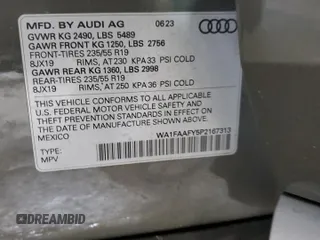 MFD. BY AUDI AG 06.23
GVWR KG 2490, LBS 5489
GAWR FRONT KG 1250, LBS 2756
FRONT-TIRES 235/55 R19
8JX19 RIMS, AT 230 KPA 33 PSI COLD
GAWR REAR KG 1360, LBS 2998
REAR-TIRES 235/55 R19
8JX19 RIMS, AT 250 KPA 36 PSI COLD
THIS VEHICLE CONFORMS TO ALL APPLICABLE
U.S. FEDERAL MOTOR VEHICLE SAFETY AND
THEFT PREVENTION STANDARDS IN EFFECT ON
THE DATE OF MANUFACTURE SHOWN ABOVE
MEXICO
TYPE: WA1FAAFY5P2167313
MPV
DREAMBID